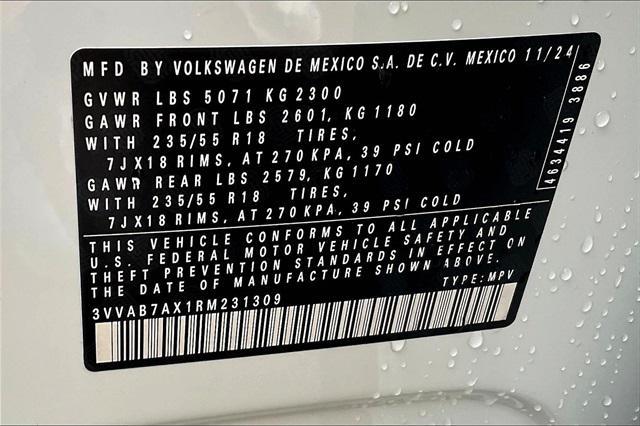 MFD BY VOLKSWAGEN DE MEXICO S.A. DE C.V. MEXICO 11/24
GVWR LBS 5071 KG2300
GAWR FRONT LBS 2601, KG1180
WITH 235/55 R18 TIRES,
7JX18 RIMS, AT 270 KPA, 39 PSI COLD
GAWR REAR LBS 2579, KG 1170
WITH 235/55 R18 TIRES,
7JX18 RIMS, AT 270 KPA, 39 PSI COLD
THIS VEHICLE CONFORMS TO ALL APPLICABLE
U.S. FEDERAL MOTOR VEHICLE SAFETY AND
THEFT PREVENTION STANDARDS IN EFFECT ON
THE DATE OF MANUFACTURE SHOWN ABOVE.
3VVAB7AX1RM231309 TYPE: MPV
4634419 3886